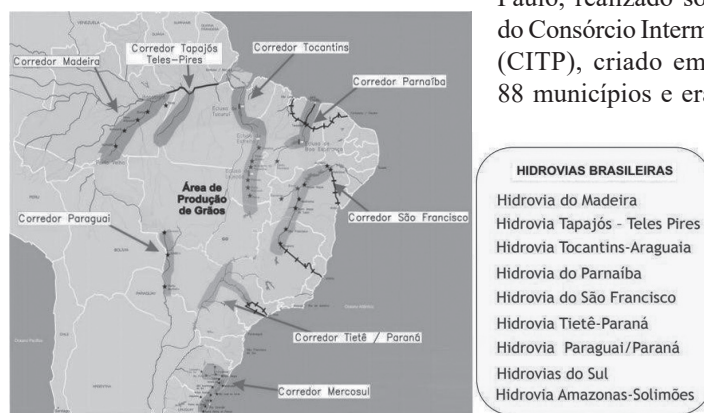 Paulo, realizado so
do Consórcio Interm
(CITP), criado em
88 municípios e era
VENEZUELA
Corredor Tapajós
Teles-Pires
Corredor Tocantins
Corredor Madeira
Corredor Parnaíba
Área de
Produção
de Grãos
Corredor São Francisco
Corredor Paraguai
Corredor Tietê / Paraná
Corredor Mercosul
HIDROVIAS BRASILEIRAS
Hidrovia do Madeira
Hidrovia Tapajós - Teles Pires
Hidrovia Tocantins-Araguaia
Hidrovia do Parnaíba
Hidrovia do São Francisco
Hidrovia Tietê-Paraná
Hidrovia Paraguai/Paraná
Hidrovias do Sul
Hidrovia Amazonas-Solimões